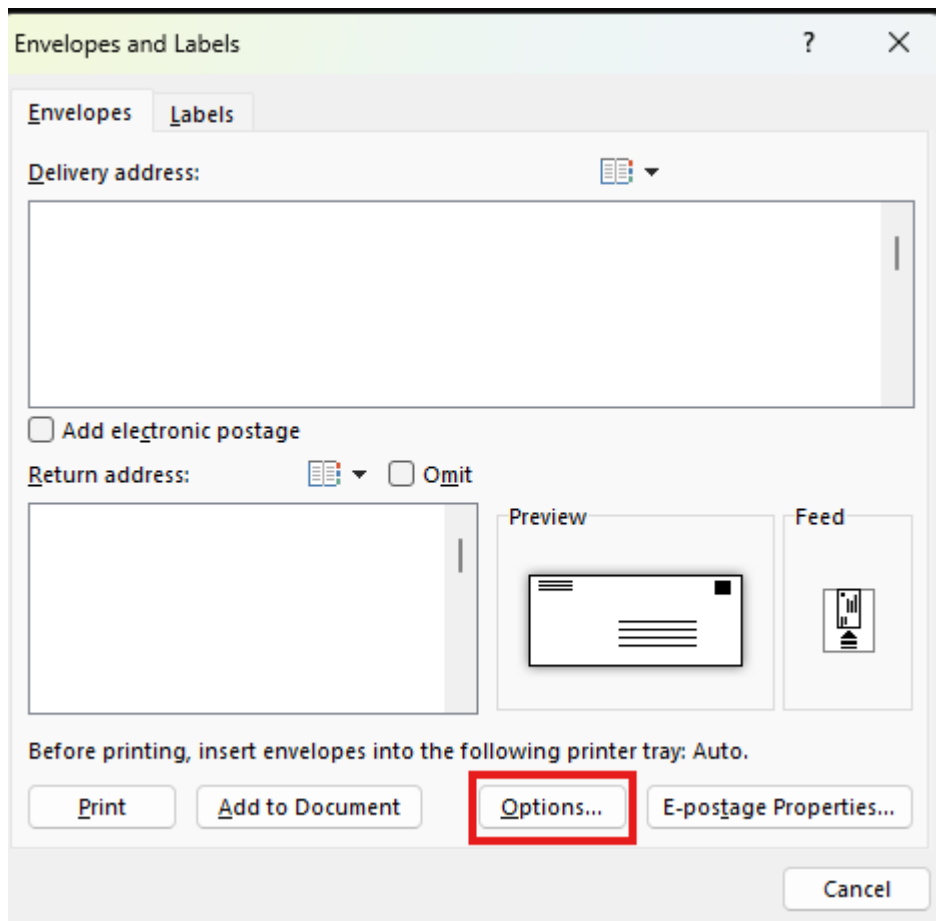 Envelopes and Labels ?
Envelopes Labels
Delivery address:
Add electronic postage
Return address: Omit
Preview Feed
Before printing, insert envelopes into the following printer tray: Auto.
Print Add to Document Options... E-postage Properties...
Cancel